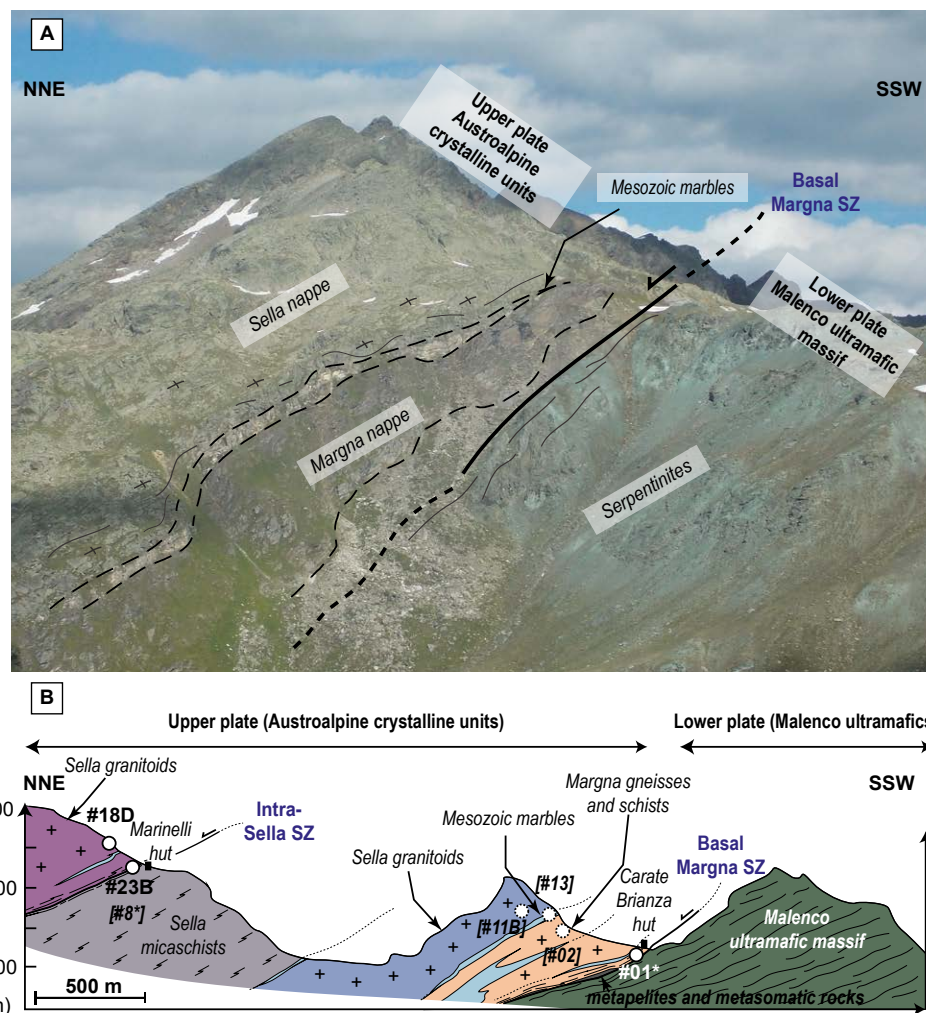 A
NNE
SSW
Upper plate
Austroalpine
crystalline units
Mesozoic marbles
Basal
Margna SZ
Lower plate
Malenco ultramafic
massif
Sella nappe
Margna nappe
Serpentinites
B
Upper plate (Austroalpine crystalline units)
Lower plate (Malenco ultramafics
Sella granitoids
NNE
SSW
Margna gneisses
and schists
#18D
Marinelli
hut
Intra-
Sella SZ
Mesozoic marbles
Sella granitoids
Basal
Margna SZ
[#13]
Carate
Brianza
hut
#23B
[#8*]
[#11B]
[#02]
Sella
micaschists
Malenco
ultramafic massif
#01*
500 m
metapelites and metasomatic rocks